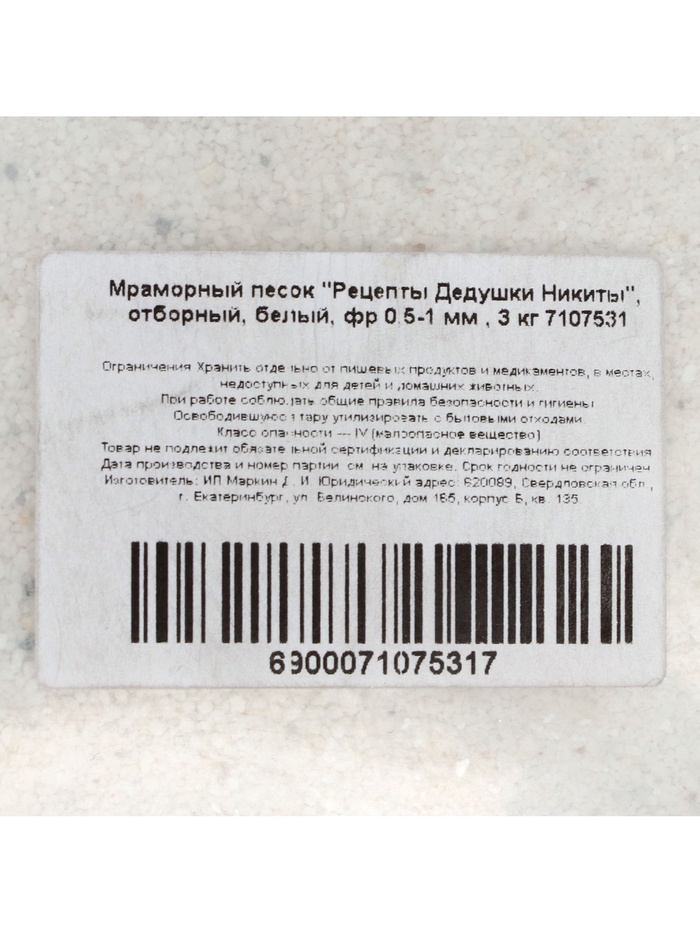 Мраморный песок "Рецепты Дедушки Никиты",
отборный, белый, фр 0,5-1 мм , 3 кг 7107531
Ограничения Хранить отдельно от пищевых продуктов и медикаментов, в местах,
недоступных для детей и домашних животных.
При работе соблюдать общие правила безопасности и гигиены
Освободившуюся тару утилизировать с бытовыми отходами.
Класс опасности — IV (малоопасное вещество)
Товар не подлежит обязательной сертификации и декларированию соответствия
Дата производства и номер партии см. на упаковке. Срок годности не ограничен
Изготовитель: ИП Маркин Д. И. Юридический адрес: 620089, Свердловская обл.,
г. Екатеринбург, ул. Белинского, дом 165, корпус Б, кв. 135
6900071075317